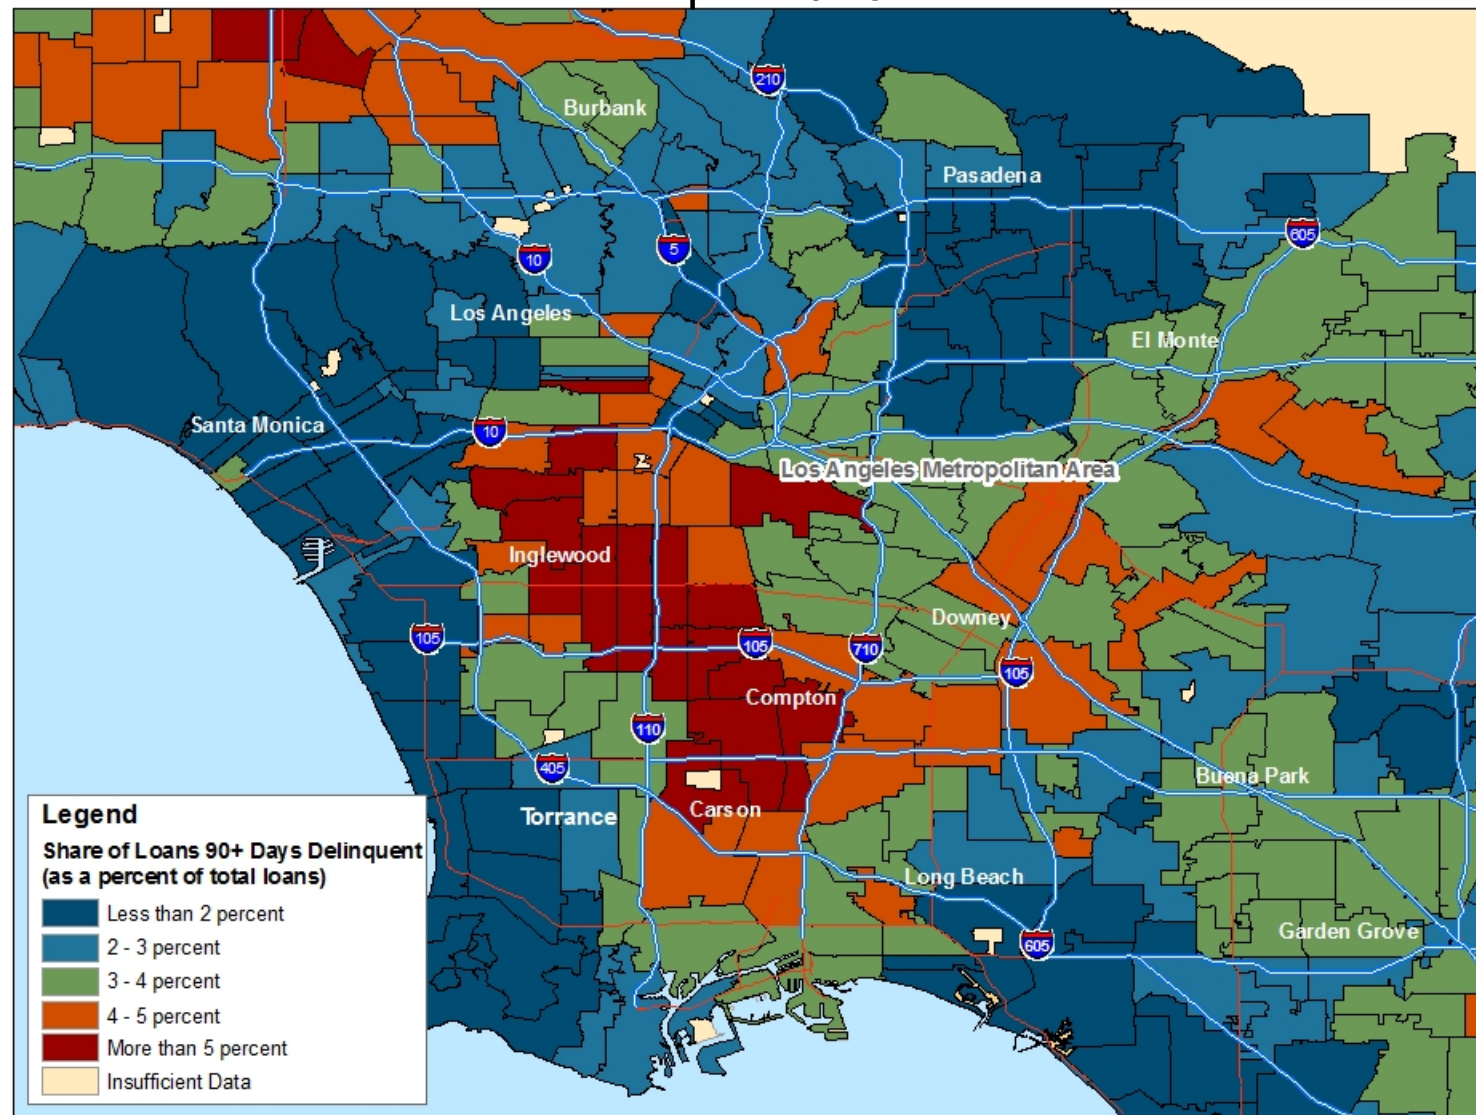 210
Burbank
Pasadena
605
5
10
Los Angeles
El Monte
Santa Monica
10
Los Angeles Metropolitan Area
Inglewood
Downey
105
105
710
105
Compton
110
405
Buena Park
Carson
Torrance
Long Beach
Garden Grove
605
Legend
Share of Loans 90+ Days Delinquent
(as a percent of total loans)
Less than 2 percent
2 - 3 percent
3 - 4 percent
4 - 5 percent
More than 5 percent
Insufficient Data